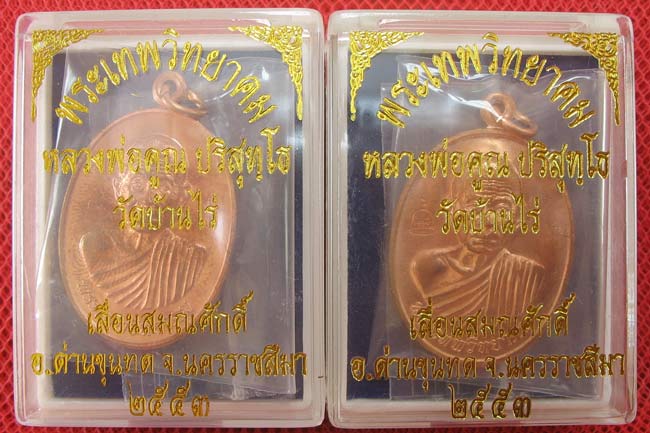 พระเทพวิทยาคม
หลวงพ่อคูณ ปริสุทฺโธ
วัดบ้านไร่
เลื่อนสมณศักดิ์
อ.ด่านขุนทด จ.นครราชสีมา
๒๕๕๓
พระเทพวิทยาคม
หลวงพ่อคูณ ปริสุทฺโธ
วัดบ้านไร่
เลื่อนสมณศักดิ์
อ.ด่านขุนทด จ.นครราชสีมา
๒๕๕๓